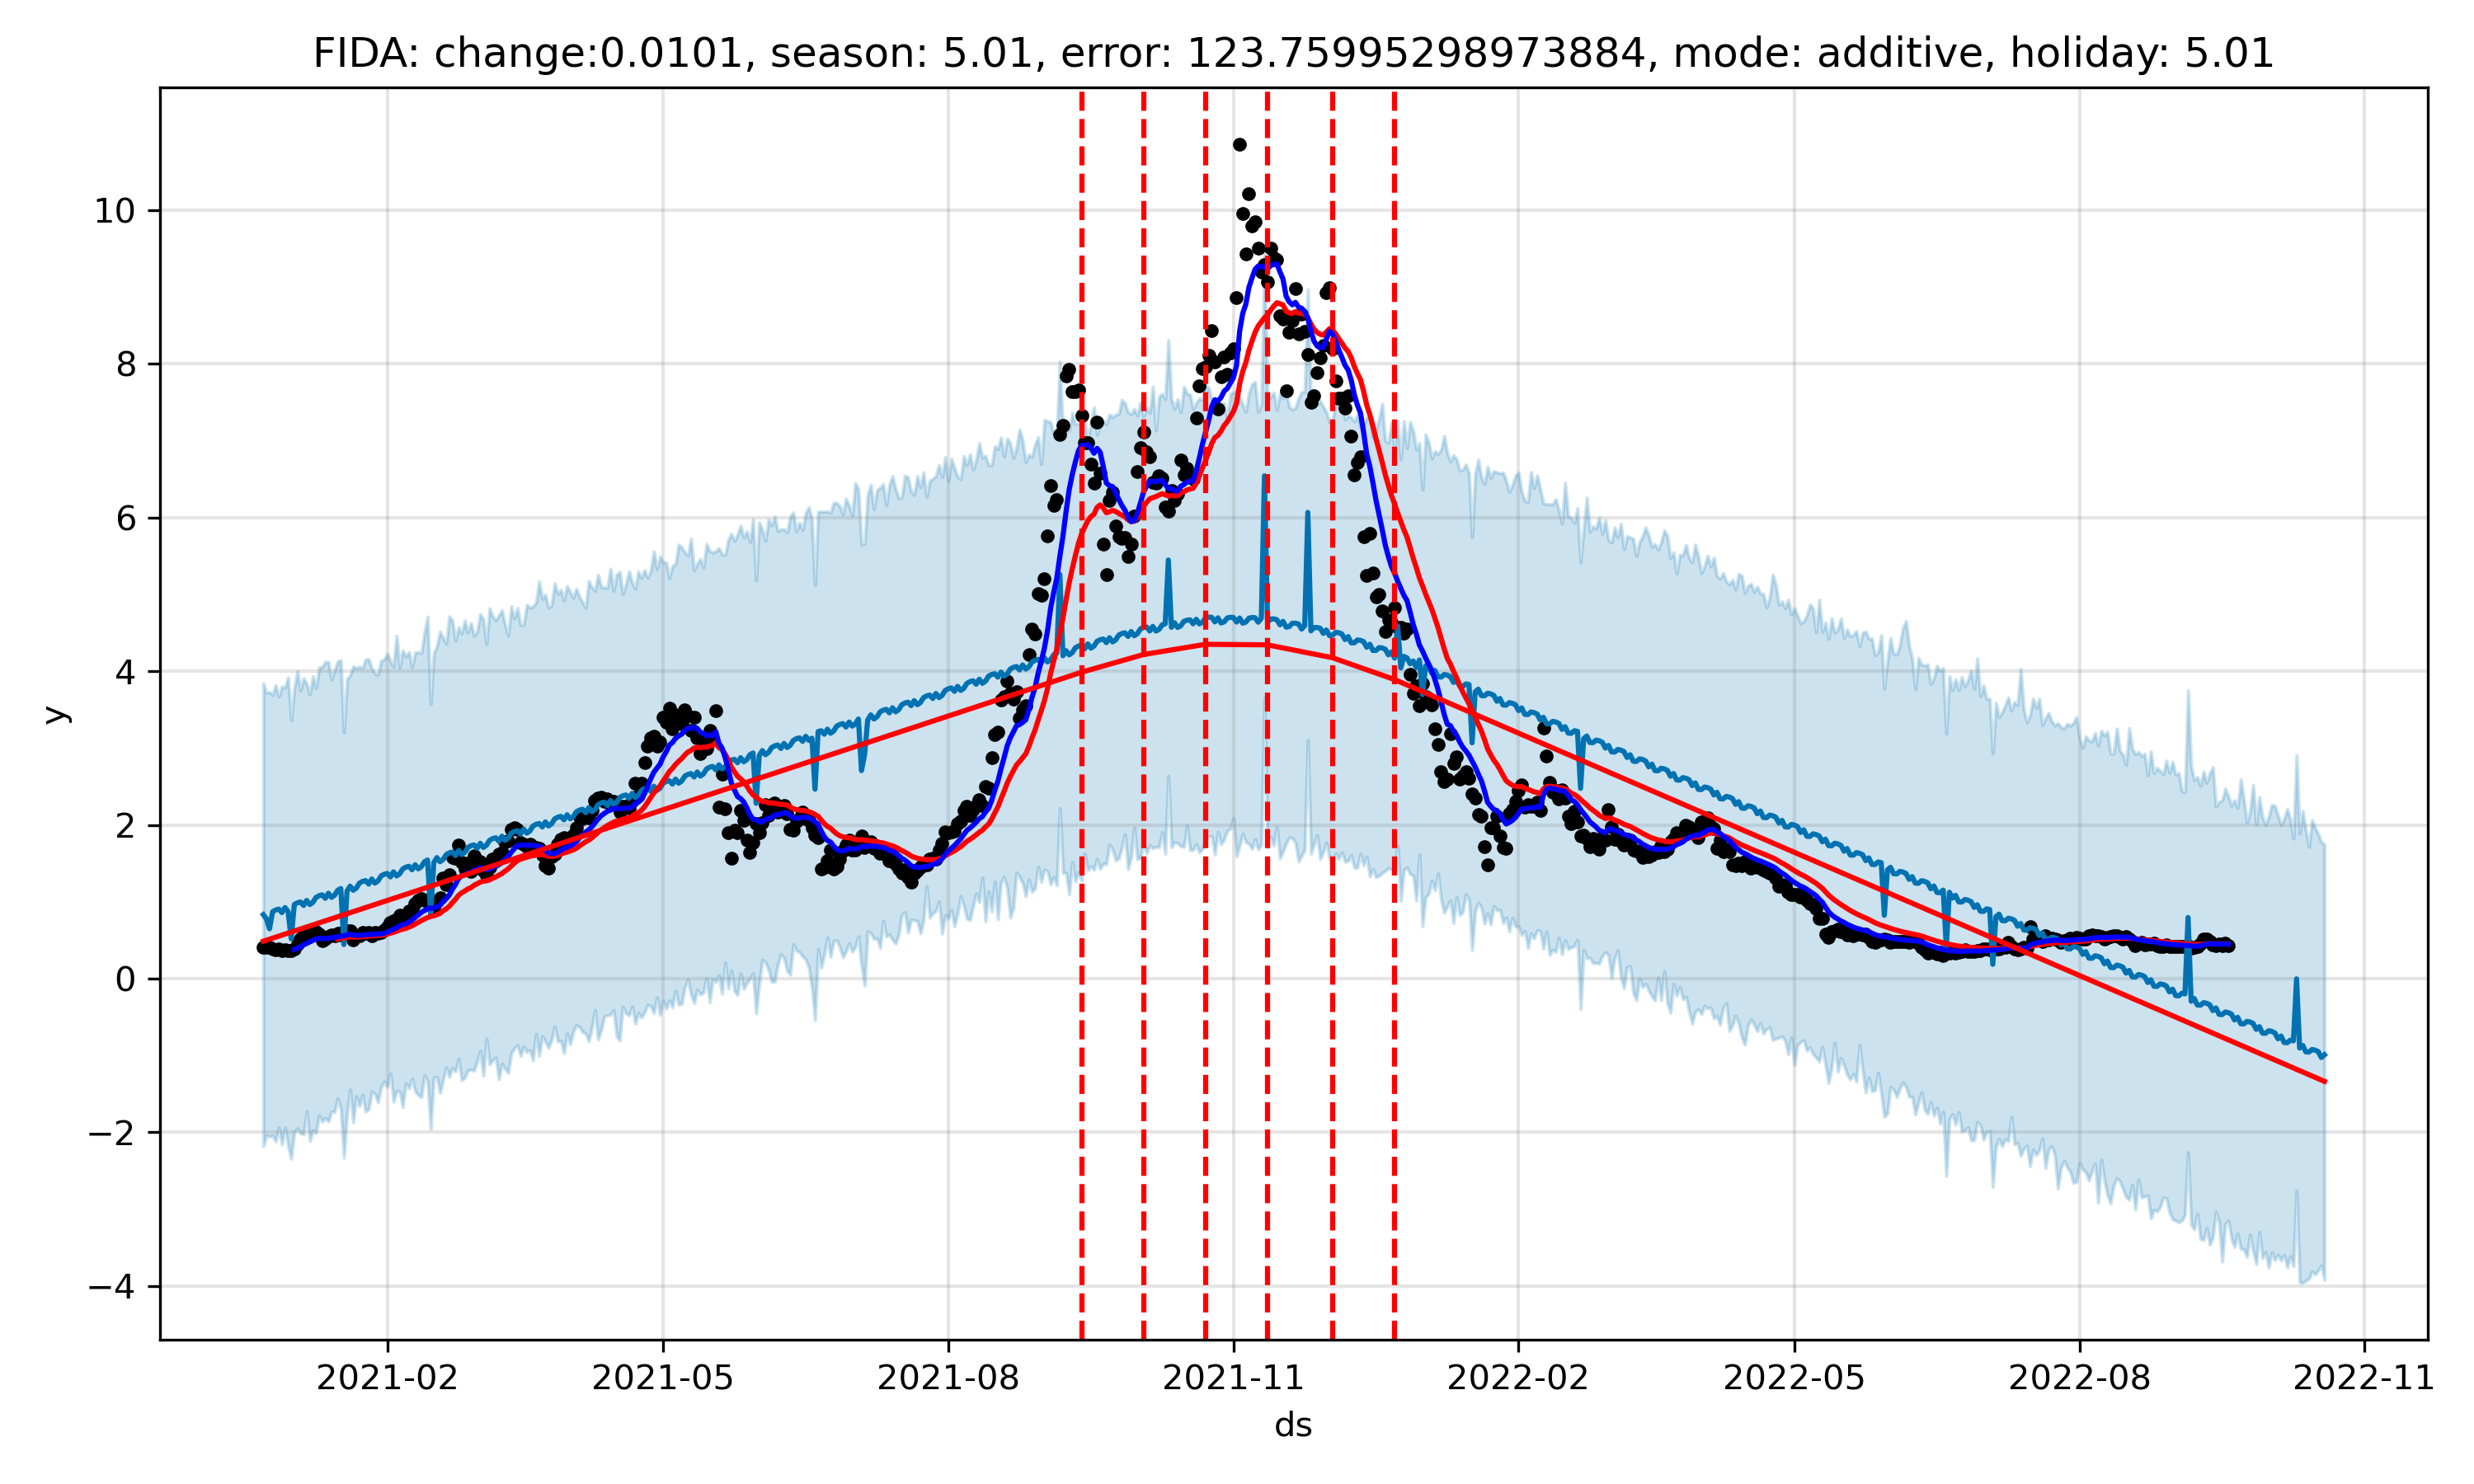 FIDA: change:0.0101, season: 5.01, error: 123.75995298973884, mode: additive, holiday: 5.01
10
8
6
4
2
0
−2
−4
y
2021-02 2021-05 2021-08 2021-11 2022-02 2022-05 2022-08 2022-11
ds